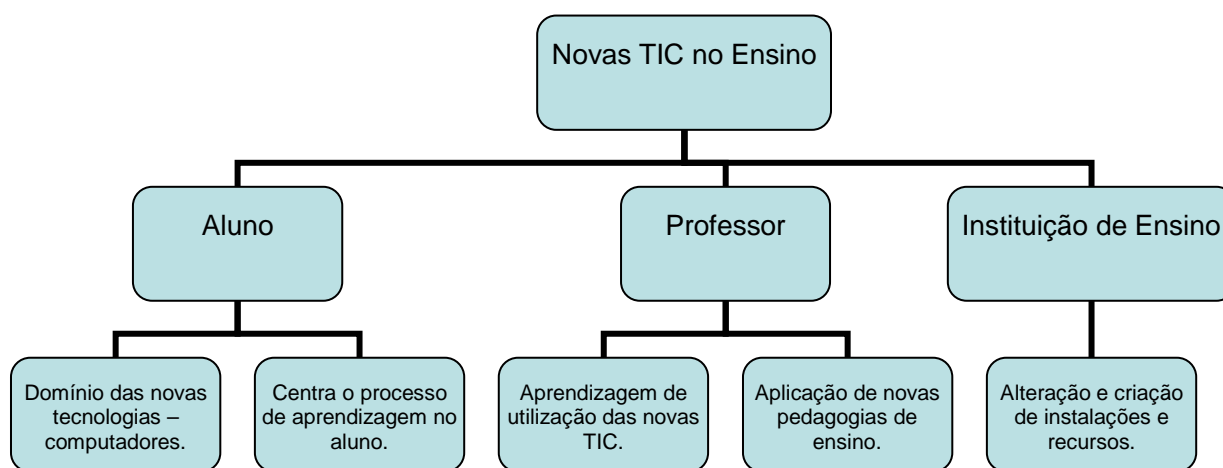 Novas TIC no Ensino
Aluno
Professor
Instituição de Ensino
Domínio das novas
tecnologias –
computadores.
Centra o processo
de aprendizagem no
aluno.
Aprendizagem de
utilização das novas
TIC.
Aplicação de novas
pedagogias de
ensino.
Alteração e criação
de instalações e
recursos.